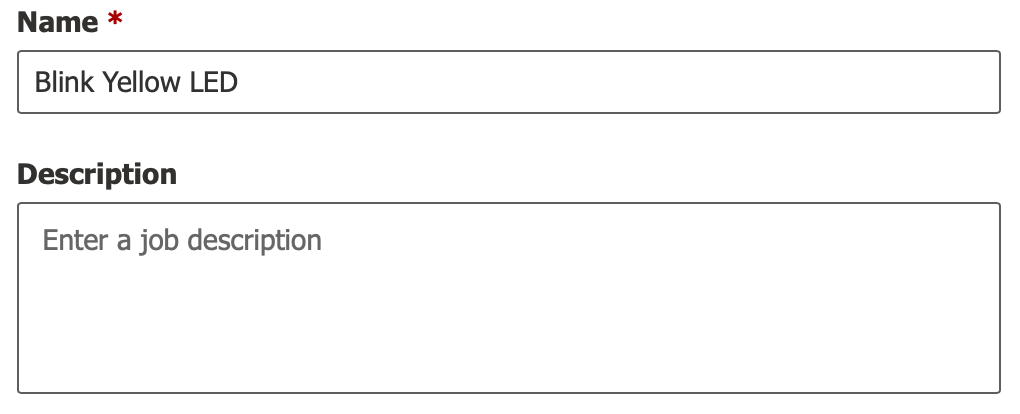 Name *
Blink Yellow LED
Description
Enter a job description